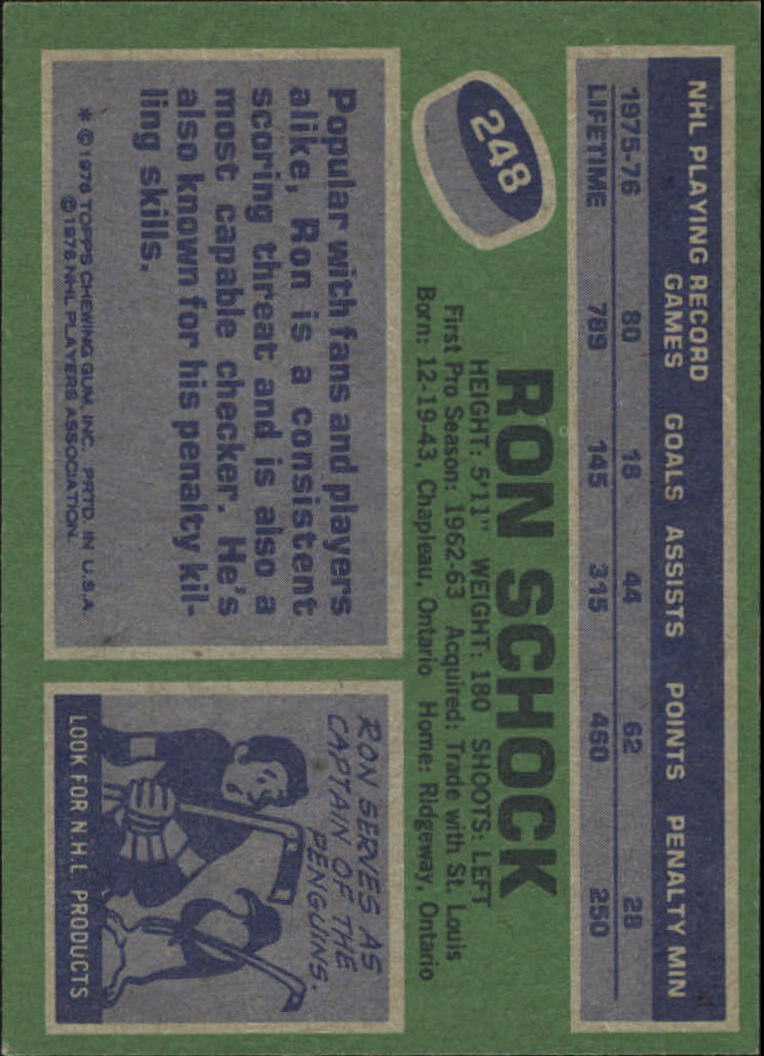 NHL PLAYING RECORD
GAMES GOALS ASSISTS POINTS PENALTY MIN
1975-76 80 18 44 62 28
LIFETIME 789 145 315 460 250
248
RON SCHOCK
HEIGHT: 5'11" WEIGHT: 180 SHOOTS: LEFT
First Pro Season: 1962-63 Acquired: Trade with St. Louis
Born: 12-19-43, Chapleau, Ontario Home: Ridgeway, Ontario
Popular with fans and players
alike, Ron is a consistent
scoring threat and is also a
most capable checker. He's
also known for his penalty kil-
ling skills.
* © 1976 TOPPS CHEWING GUM, INC. PRTD. IN U.S.A.
© 1976 NHL PLAYERS ASSOCIATION.
RON SERVES AS
CAPTAIN OF THE
PENGUINS.
LOOK FOR N.H.L. PRODUCTS